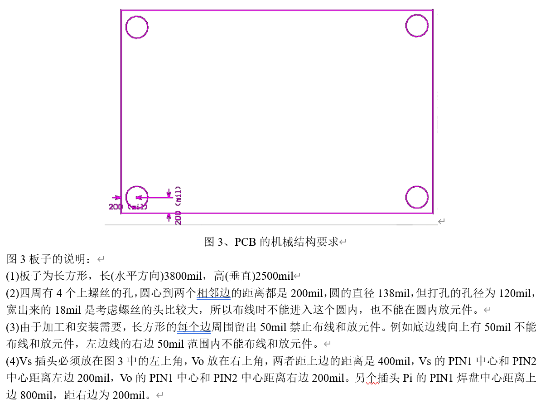 200 (mil)
200 (mil)
图 3、PCB 的机械结构要求
图 3 板子的说明：
(1)板子为长方形，长(水平方向)3800mil，高(垂直)2500mil
(2)四周有 4 个上螺丝的孔，圆心到两个相邻边的距离都是 200mil，圆的直径 138mil，但打孔的孔径为 120mil，
宽出来的 18mil 是考虑螺丝的头比较大，所以布线时不能进入这个圆内，也不能在圆内放元件。
(3)由于加工和安装需要，长方形的每个边周围留出 50mil 禁止布线和放元件。例如底边线向上有 50mil 不能
布线和放元件，左边线的右边 50mil 范围内不能布线和放元件。
(4)Vs 插头必须放在图 3 中的左上角，Vo 放在右上角，两者距上边的距离是 400mil，Vs 的 PIN1 中心和 PIN2
中心距离左边 200mil，Vo 的 PIN1 中心和 PIN2 中心距离右边 200mil。另个插头 Pi 的 PIN1 焊盘中心距离上
边 800mil，距右边为 200mil。